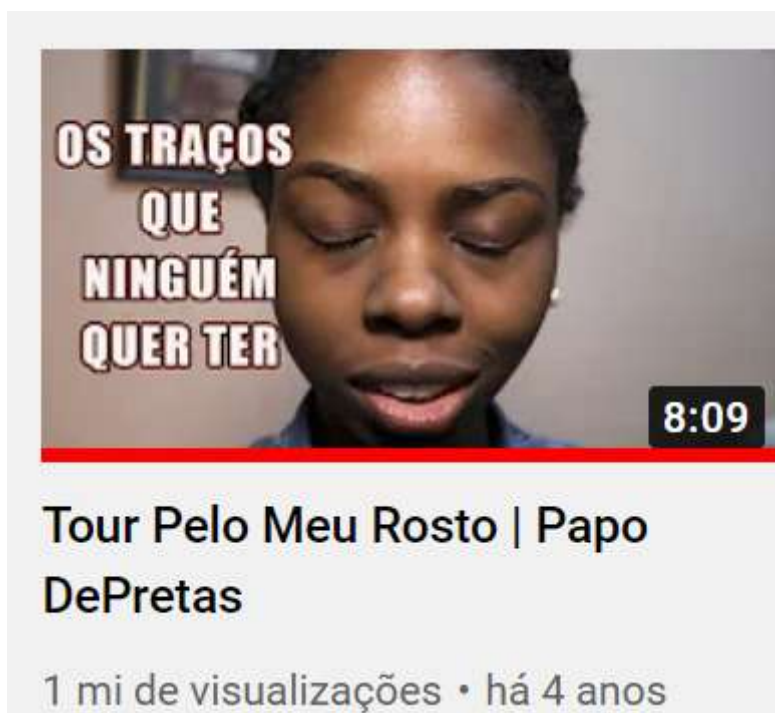 OS TRAÇOS
QUE
NINGUÉM
QUER TER
8:09
Tour Pelo Meu Rosto | Papo
DePretas
1 mi de visualizações • há 4 anos